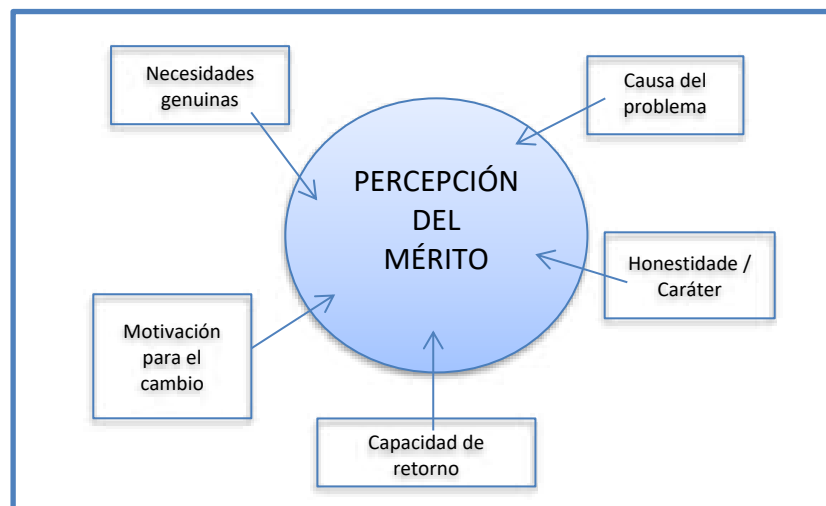 Necesidades
genuinas
Causa del
problema
PERCEPCIÓN
DEL
MÉRITO
Honestidade /
Caráter
Motivación
para el
cambio
Capacidad de
retorno